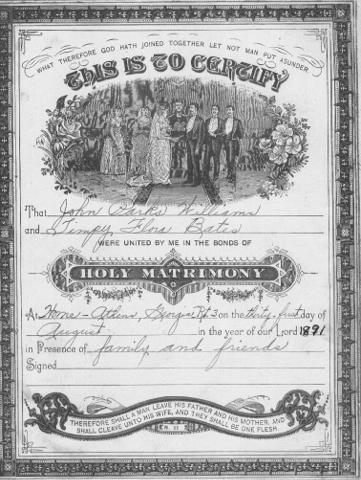 WHAT THEREFORE GOD HATH JOINED TOGETHER LET NOT MAN PUT ASUNDER
THIS IS TO CERTIFY
That John Parks Williams
and Flora Bates
WERE UNITED BY ME IN THE BONDS OF
HOLY MATRIMONY
At Home - Georgia, 3 on the thirty-first day of
August in the year of our Lord 1891
in Presence of family and friends
Signed
THEREFORE SHALL A MAN LEAVE HIS FATHER AND HIS MOTHER, AND
SHALL CLEAVE UNTO HIS WIFE, AND THEY SHALL BE ONE FLESH.